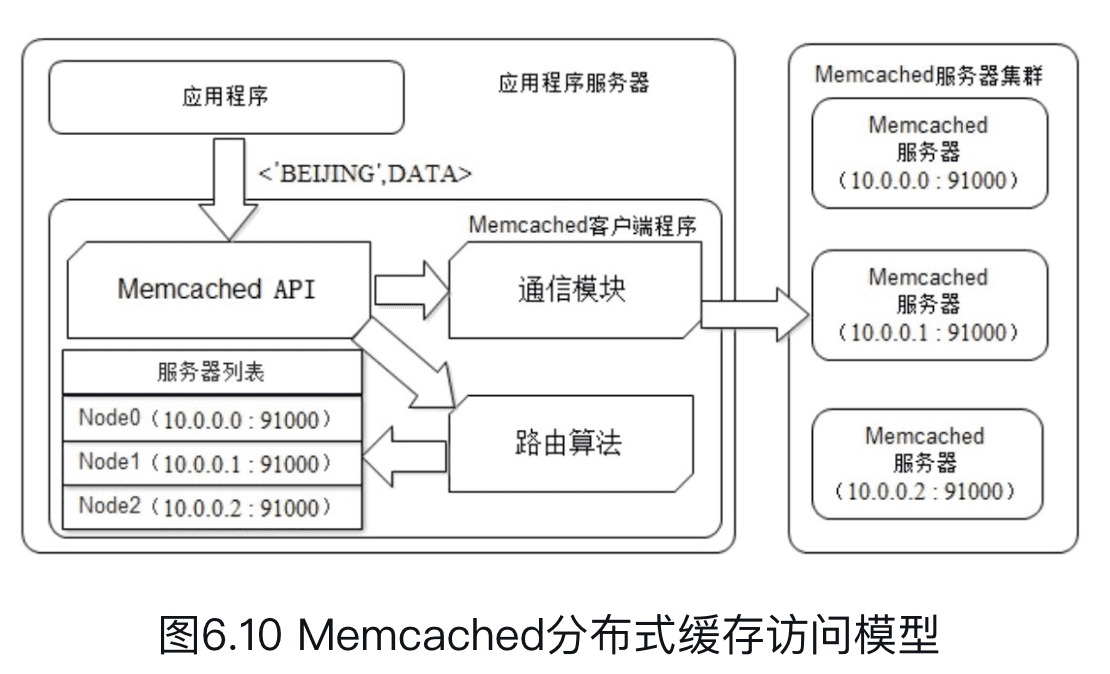 应用程序
应用程序服务器
<'BEIJING',DATA>
Memcached客户端程序
Memcached API
通信模块
服务器列表
Node0（10.0.0.0 : 91000）
Node1（10.0.0.1 : 91000）
Node2（10.0.0.2 : 91000）
路由算法
Memcached服务器集群
Memcached
服务器
（10.0.0.0 : 91000）
Memcached
服务器
（10.0.0.1 : 91000）
Memcached
服务器
（10.0.0.2 : 91000）
图6.10 Memcached分布式缓存访问模型